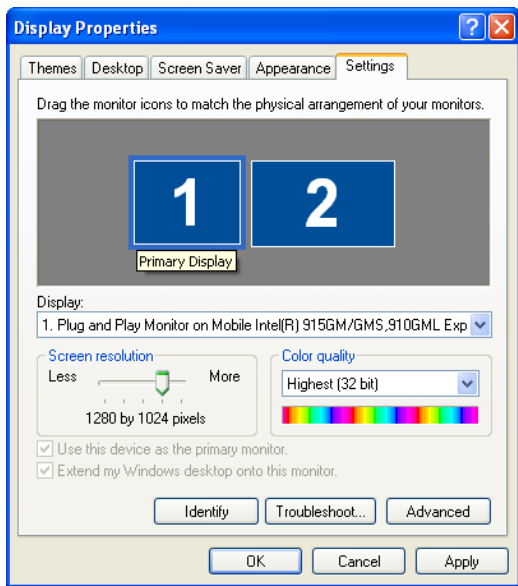 Display Properties
Themes Desktop Screen Saver Appearance Settings
Drag the monitor icons to match the physical arrangement of your monitors.
1 2
Primary Display
Display:
1. Plug and Play Monitor on Mobile Intel(R) 915GM/GMS,910GML Exp
Screen resolution Color quality
Less More Highest (32 bit)
1280 by 1024 pixels
Use this device as the primary monitor.
Extend my Windows desktop onto this monitor.
Identify Troubleshoot... Advanced
OK Cancel Apply